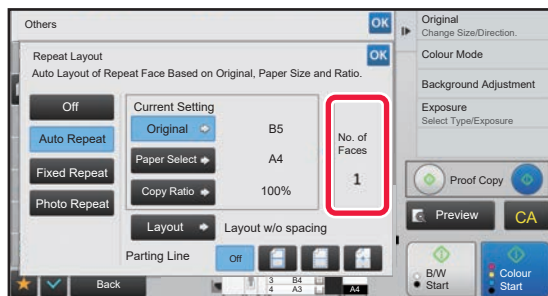 Others
OK
Repeat Layout
OK
Auto Layout of Repeat Face Based on Original, Paper Size and Ratio.
Off
Auto Repeat
Fixed Repeat
Photo Repeat
Current Setting
Original
B5
Paper Select
A4
Copy Ratio
100%
No. of
Faces
1
Layout
Layout w/o spacing
Parting Line
Off
Back
3 B4
4 A3
A4
Original
Change Size/Direction.
Colour Mode
Background Adjustment
Exposure
Select Type/Exposure
Proof Copy
Preview
CA
B/W
Start
Colour
Start